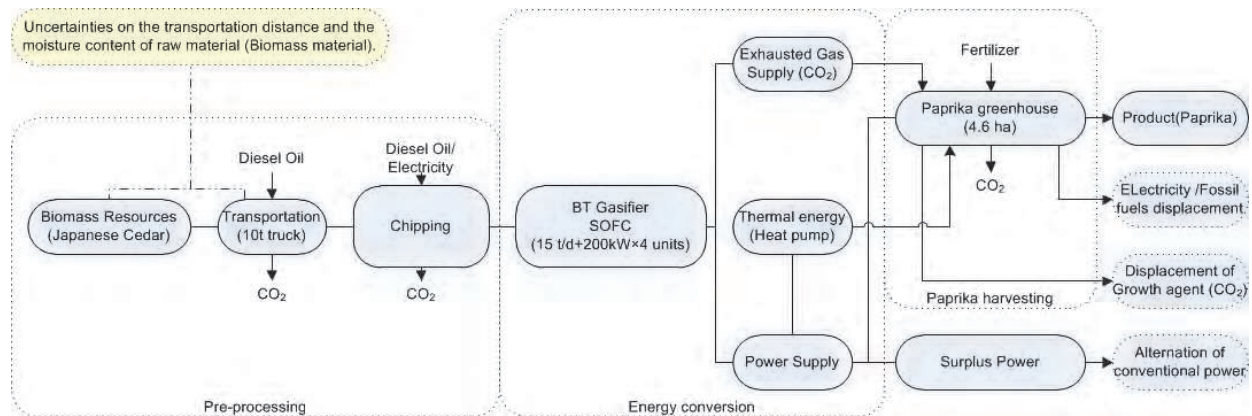 Uncertainties on the transportation distance and the
moisture content of raw material (Biomass material).
Diesel Oil
Diesel Oil/
Electricity
Biomass Resources
(Japanese Cedar)
Transportation
(10t truck)
Chipping
CO₂
CO₂
Pre-processing
BT Gasifier
SOFC
(15 t/d+200kW×4 units)
Exhausted Gas
Supply (CO₂)
Thermal energy
(Heat pump)
Power Supply
Energy conversion
Fertilizer
Paprika greenhouse
(4.6 ha)
CO₂
Paprika harvesting
Surplus Power
Product(Paprika)
ELectricity /Fossil
fuels displacement
Displacement of
Growth agent (CO₂)
Alternation of
conventional power